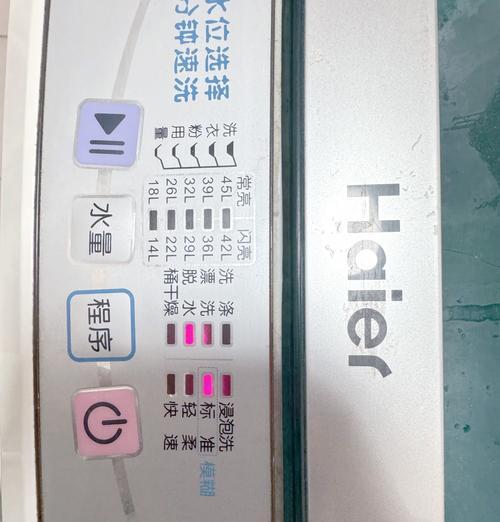 水位选择
分钟速洗
洗衣粉用量
常亮 闪亮
45L 42L
39L 36L
32L 29L
26L 22L
18L 14L
水量
程序
洗涤
漂洗
脱水
桶干燥
浸泡洗
标准
轻柔
快速
模糊
Haier